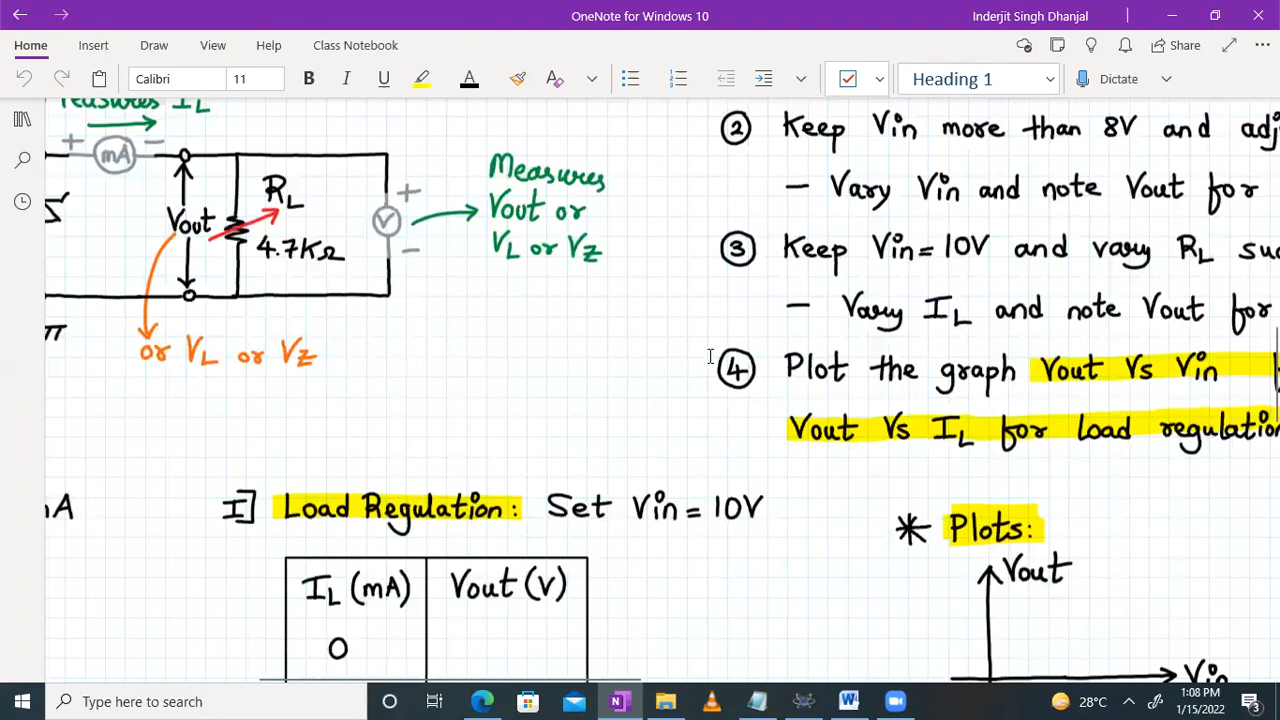 OneNote for Windows 10
Inderjit Singh Dhanjal
Home
Insert
Draw
View
Help
Class Notebook
Share
Calibri
11
B
I
U
A
Heading 1
Dictate
Measures IL
+ mA −
Vout
RL
4.7KΩ
+
V
−
Measures
Vout or
VL or VZ
or VL or VZ
② Keep Vin more than 8V and
− Vary Vin and note Vout for
③ Keep Vin = 10V and vary RL
− Vary IL and note Vout for
④ Plot the graph Vout Vs Vin
Vout Vs IL for load regulation
I] Load Regulation: Set Vin = 10V
IL (mA)
Vout (V)
0
* Plots:
Vout
Vin
Type here to search
28°C
1:08 PM
1/15/2022
3